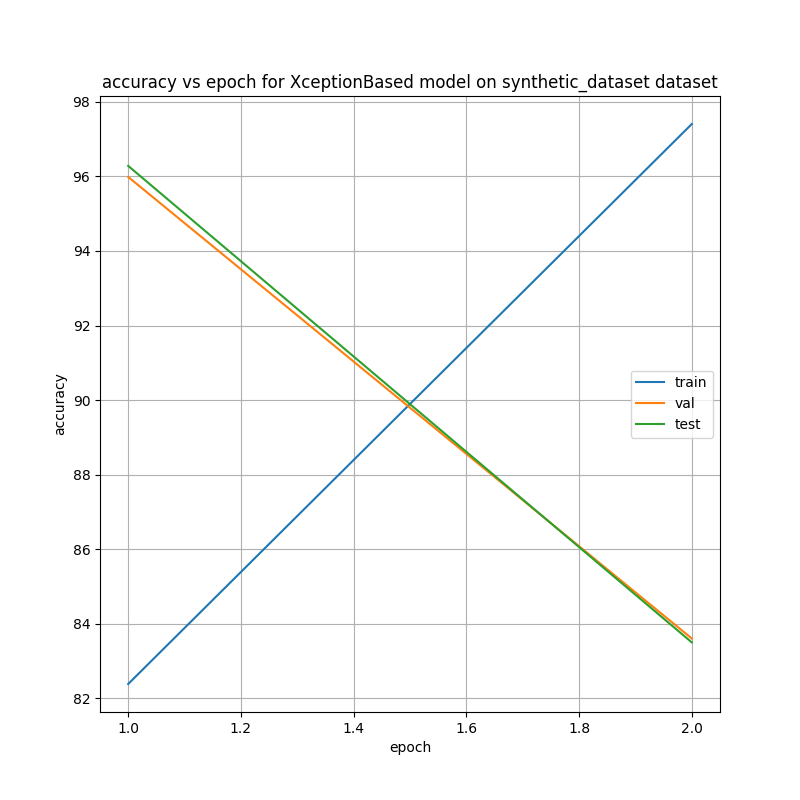 accuracy vs epoch for XceptionBased model on synthetic_dataset dataset
98
96
94
92
90
88
86
84
82
accuracy
train
val
test
1.0 1.2 1.4 1.6 1.8 2.0
epoch